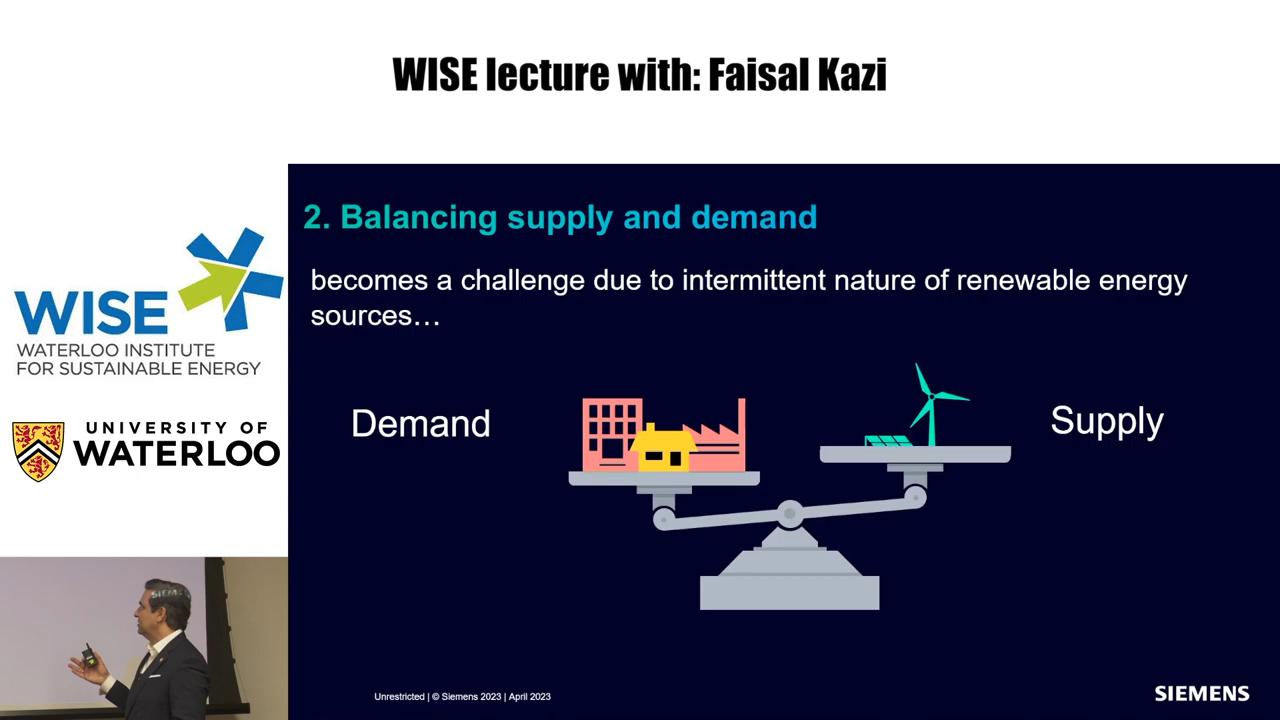 WISE lecture with: Faisal Kazi
WISE
WATERLOO INSTITUTE
FOR SUSTAINABLE ENERGY
UNIVERSITY OF
WATERLOO
2. Balancing supply and demand
becomes a challenge due to intermittent nature of renewable energy
sources…
Demand
Supply
Unrestricted | © Siemens 2023 | April 2023
SIEMENS